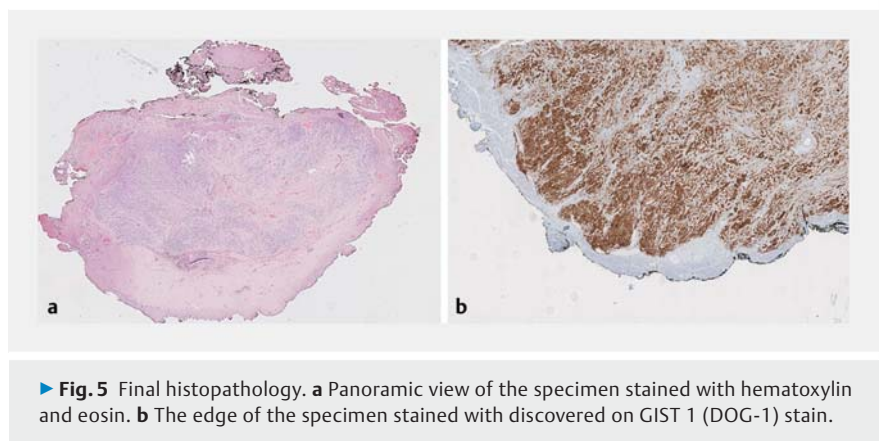 a
b
▶ Fig. 5 Final histopathology. a Panoramic view of the specimen stained with hematoxylin
and eosin. b The edge of the specimen stained with discovered on GIST 1 (DOG-1) stain.